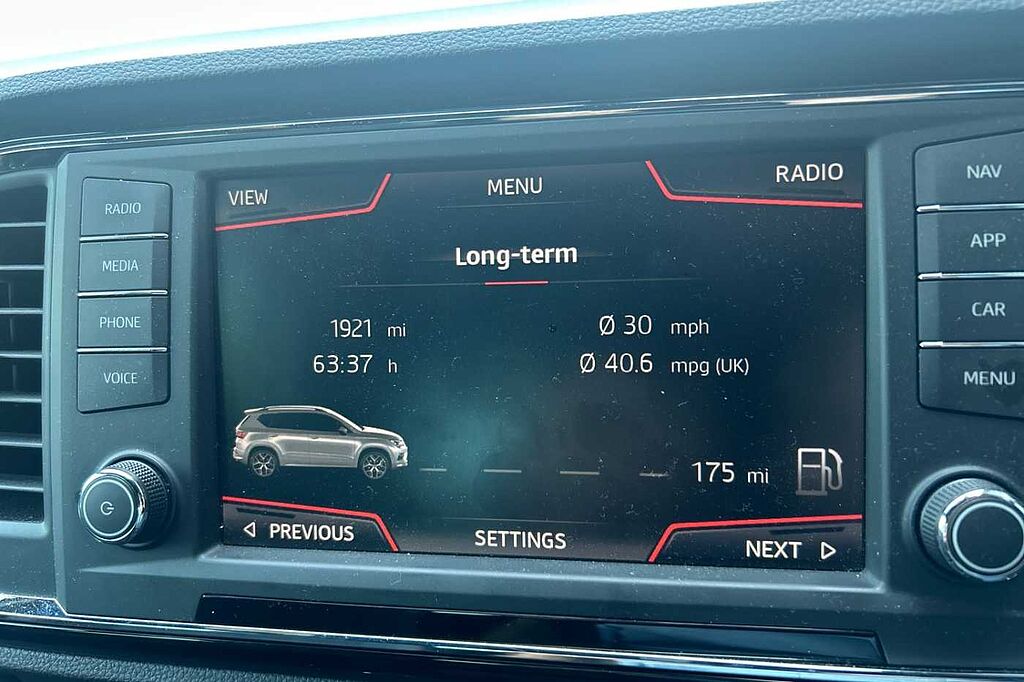 VIEW
MENU
RADIO
Long-term
1921 mi
Ø 30 mph
63:37 h
Ø 40.6 mpg (UK)
175 mi
◁ PREVIOUS
SETTINGS
NEXT ▷
RADIO
MEDIA
PHONE
VOICE
NAV
APP
CAR
MENU